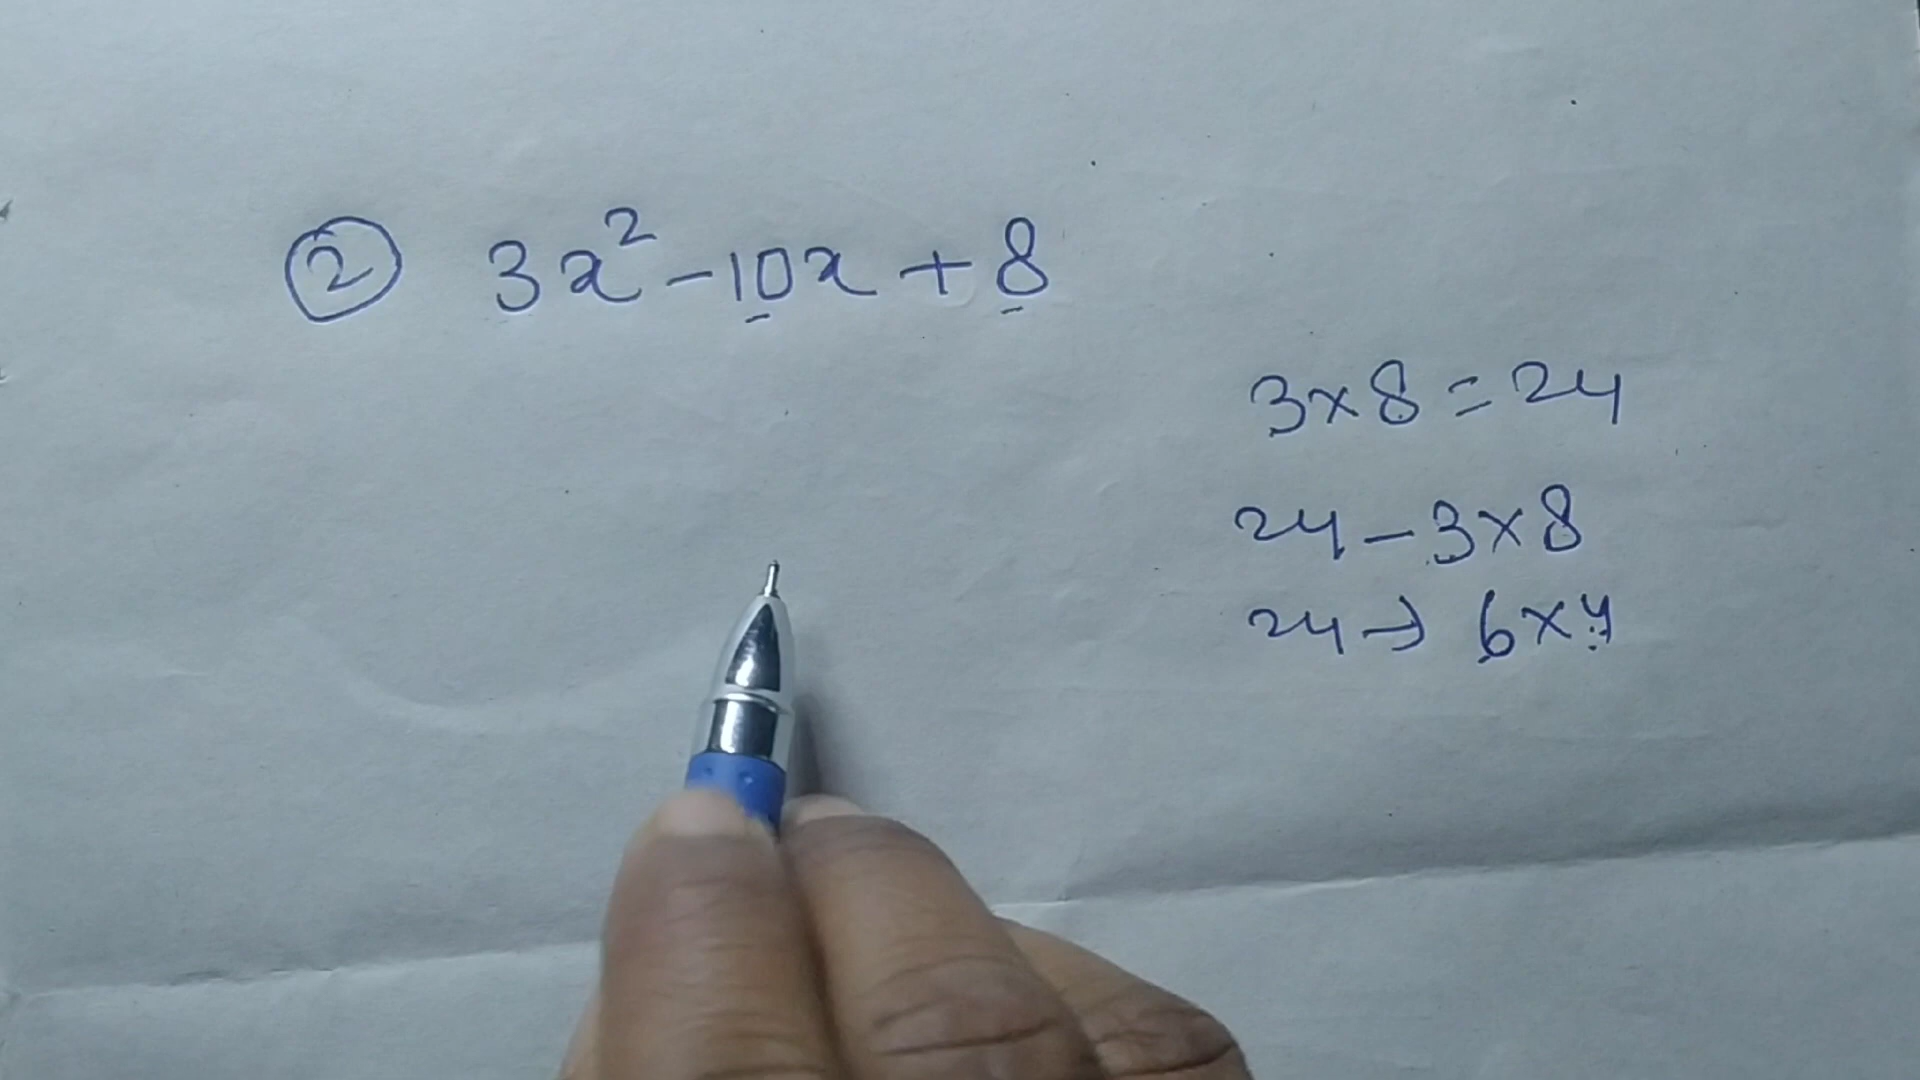 ② 3x² - 10x + 8
3 × 8 = 24
24 - 3 × 8
24 → 6 × 4